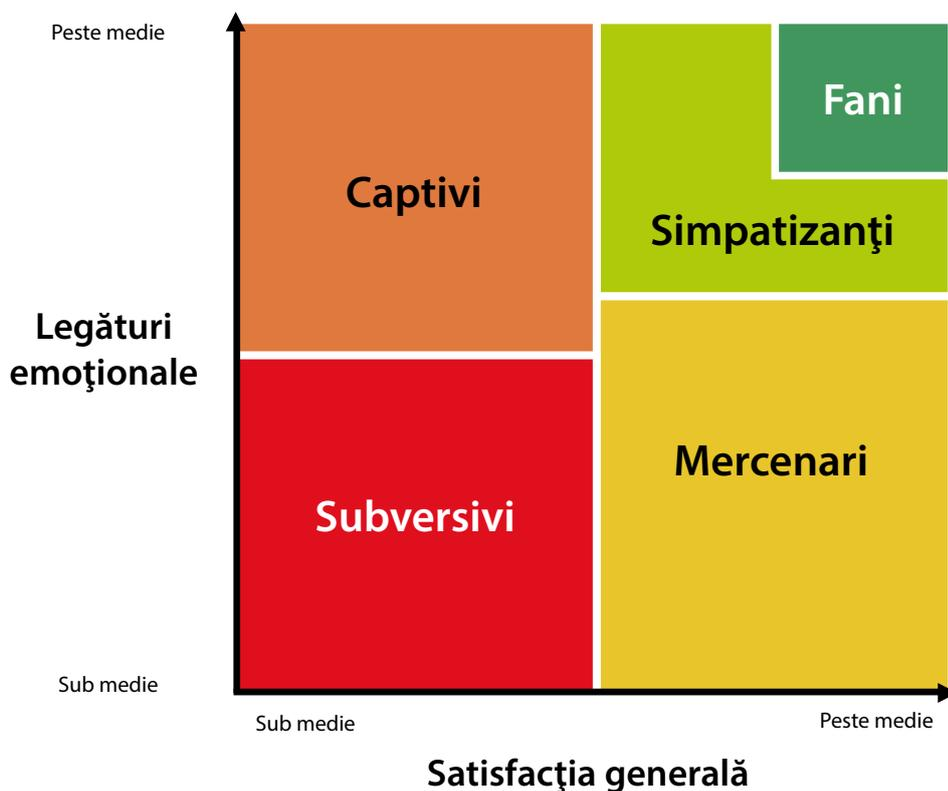 Peste medie
Fani
Captivi
Simpatizanţi
Legături
emoţionale
Mercenari
Subversivi
Sub medie
Sub medie
Peste medie
Satisfacţia generală